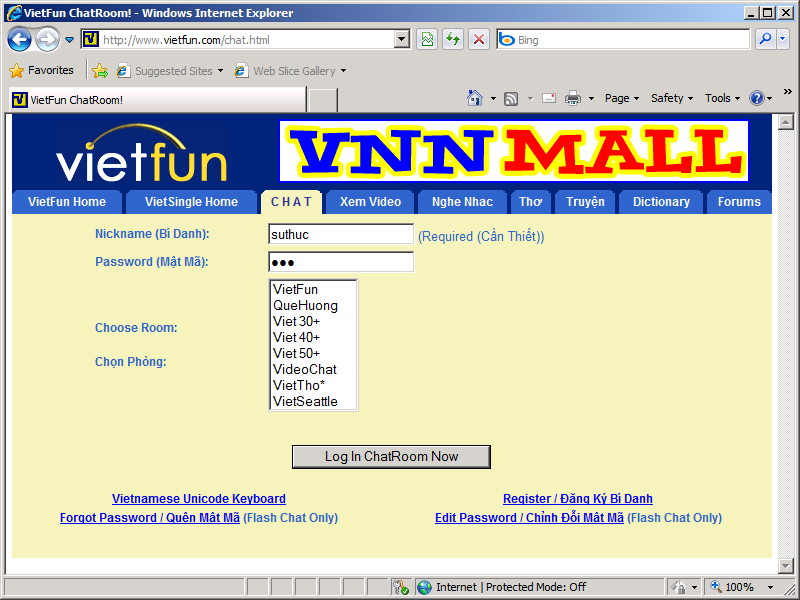 VietFun ChatRoom! - Windows Internet Explorer
http://www.vietfun.com/chat.html
Bing
Favorites Suggested Sites Web Slice Gallery
VietFun ChatRoom! Page Safety Tools
vietfun VNN MALL
VietFun Home VietSingle Home C H A T Xem Video Nghe Nhac Thơ Truyện Dictionary Forums
Nickname (Bí Danh): suthuc (Required (Cần Thiết))
Password (Mật Mã): ●●●
Choose Room:
Chọn Phòng:
VietFun
QueHuong
Viet 30+
Viet 40+
Viet 50+
VideoChat
VietTho*
VietSeattle
Log In ChatRoom Now
Vietnamese Unicode Keyboard Register / Đăng Ký Bí Danh
Forgot Password / Quên Mật Mã (Flash Chat Only) Edit Password / Chỉnh Đổi Mật Mã (Flash Chat Only)
Internet | Protected Mode: Off 100%